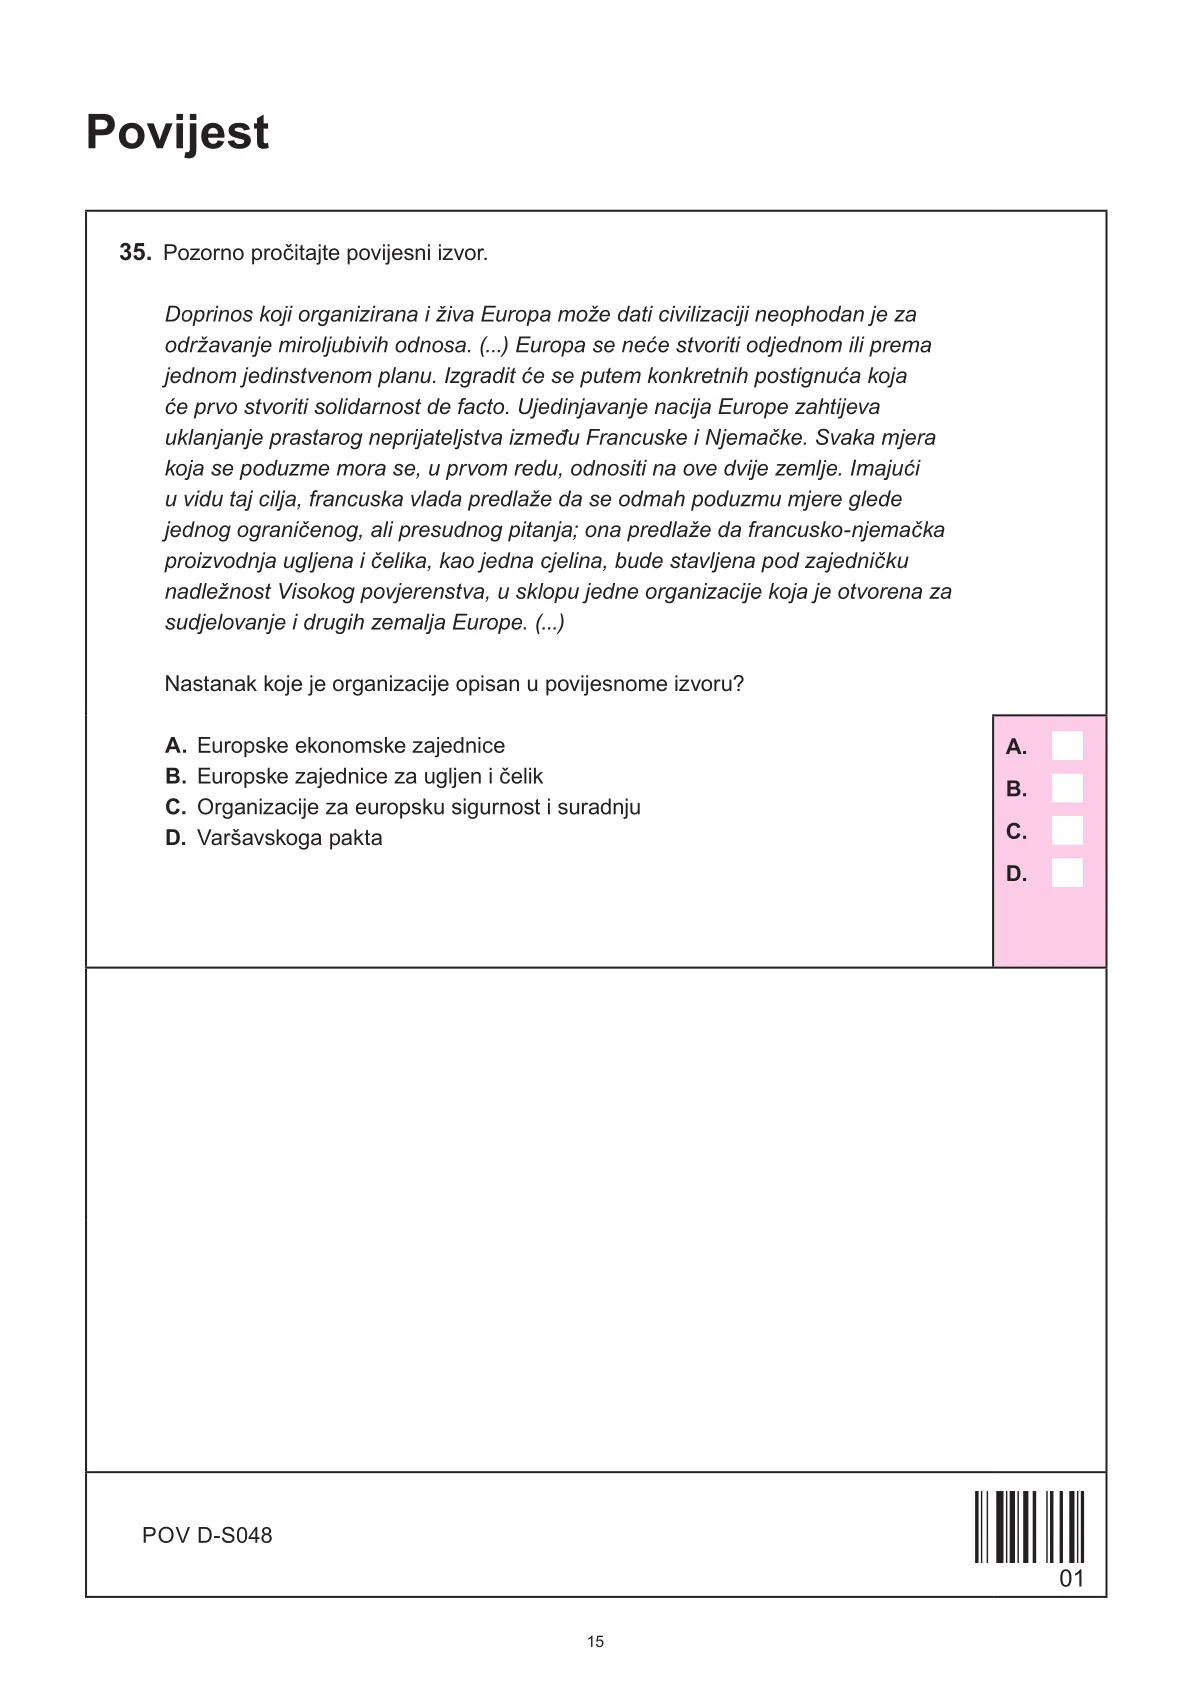 Povijest
35. Pozorno pročitajte povijesni izvor.
Doprinos koji organizirana i živa Europa može dati civilizaciji neophodan je za
održavanje miroljubivih odnosa. (...) Europa se neće stvoriti odjednom ili prema
jednom jedinstvenom planu. Izgradit će se putem konkretnih postignuća koja
će prvo stvoriti solidarnost de facto. Ujedinjavanje nacija Europe zahtijeva
uklanjanje prastarog neprijateljstva između Francuske i Njemačke. Svaka mjera
koja se poduzme mora se, u prvom redu, odnositi na ove dvije zemlje. Imajući
u vidu taj cilja, francuska vlada predlaže da se odmah poduzmu mjere glede
jednog ograničenog, ali presudnog pitanja; ona predlaže da francusko-njemačka
proizvodnja ugljena i čelika, kao jedna cjelina, bude stavljena pod zajedničku
nadležnost Visokog povjerenstva, u sklopu jedne organizacije koja je otvorena za
sudjelovanje i drugih zemalja Europe. (...)
Nastanak koje je organizacije opisan u povijesnome izvoru?
A. Europske ekonomske zajednice
B. Europske zajednice za ugljen i čelik
C. Organizacije za europsku sigurnost i suradnju
D. Varšavskoga pakta
A.
B.
C.
D.
POV D-S048
01
15